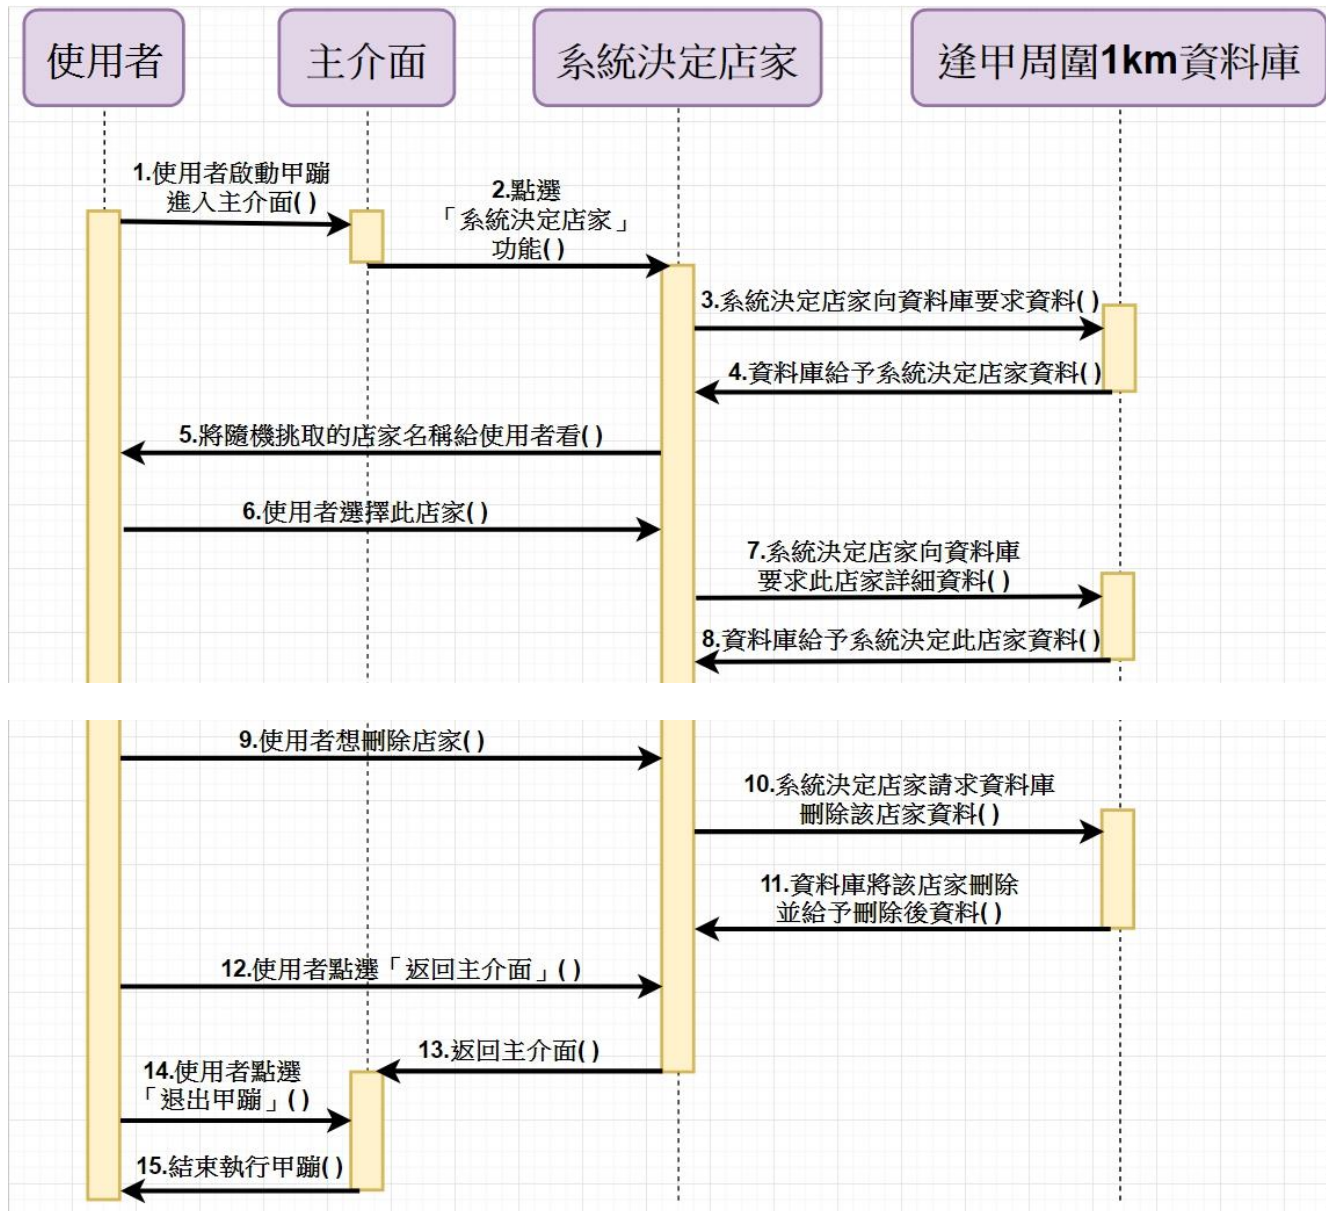 使用者
主介面
系統決定店家
逢甲周圍1km資料庫
1.使用者啟動甲蹦
進入主介面( )
2.點選
「系統決定店家」
功能( )
3.系統決定店家向資料庫要求資料( )
4.資料庫給予系統決定店家資料( )
5.將隨機挑取的店家名稱給使用者看( )
6.使用者選擇此店家( )
7.系統決定店家向資料庫
要求此店家詳細資料( )
8.資料庫給予系統決定此店家資料( )
9.使用者想刪除店家( )
10.系統決定店家請求資料庫
刪除該店家資料( )
11.資料庫將該店家刪除
並給予刪除後資料( )
12.使用者點選「返回主介面」( )
13.返回主介面( )
14.使用者點選
「退出甲蹦」( )
15.結束執行甲蹦( )